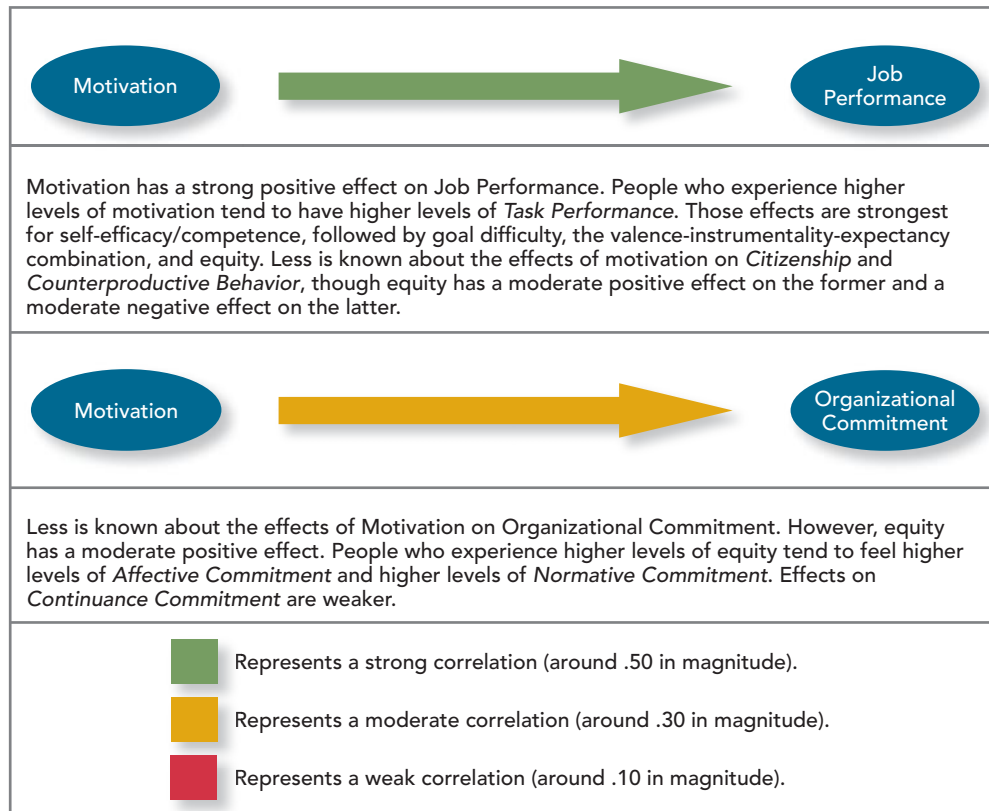 Motivation
Job
Performance
Motivation has a strong positive effect on Job Performance. People who experience higher
levels of motivation tend to have higher levels of Task Performance. Those effects are strongest
for self-efficacy/competence, followed by goal difficulty, the valence-instrumentality-expectancy
combination, and equity. Less is known about the effects of motivation on Citizenship and
Counterproductive Behavior, though equity has a moderate positive effect on the former and a
moderate negative effect on the latter.
Motivation
Organizational
Commitment
Less is known about the effects of Motivation on Organizational Commitment. However, equity
has a moderate positive effect. People who experience higher levels of equity tend to feel higher
levels of Affective Commitment and higher levels of Normative Commitment. Effects on
Continuance Commitment are weaker.
Represents a strong correlation (around .50 in magnitude).
Represents a moderate correlation (around .30 in magnitude).
Represents a weak correlation (around .10 in magnitude).